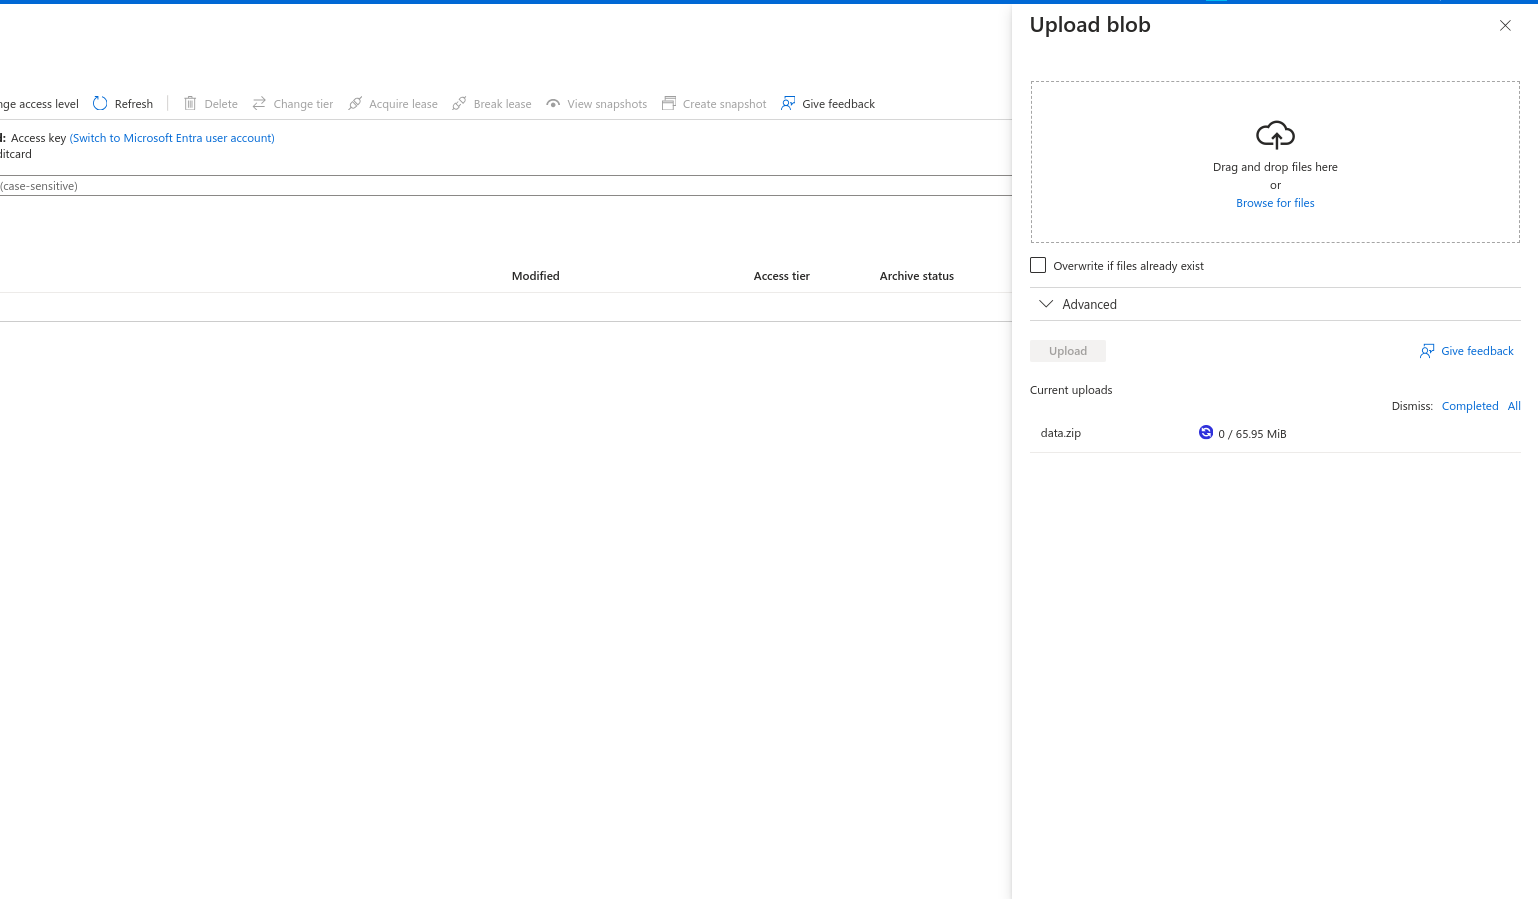 Upload blob
access level Refresh Delete Change tier Acquire lease Break lease View snapshots Create snapshot Give feedback
Access key (Switch to Microsoft Entra user account)
(case-sensitive)
Modified Access tier Archive status
Drag and drop files here
or
Browse for files
Overwrite if files already exist
Advanced
Upload Give feedback
Current uploads
Dismiss: Completed All
data.zip 0 / 65.95 MiB